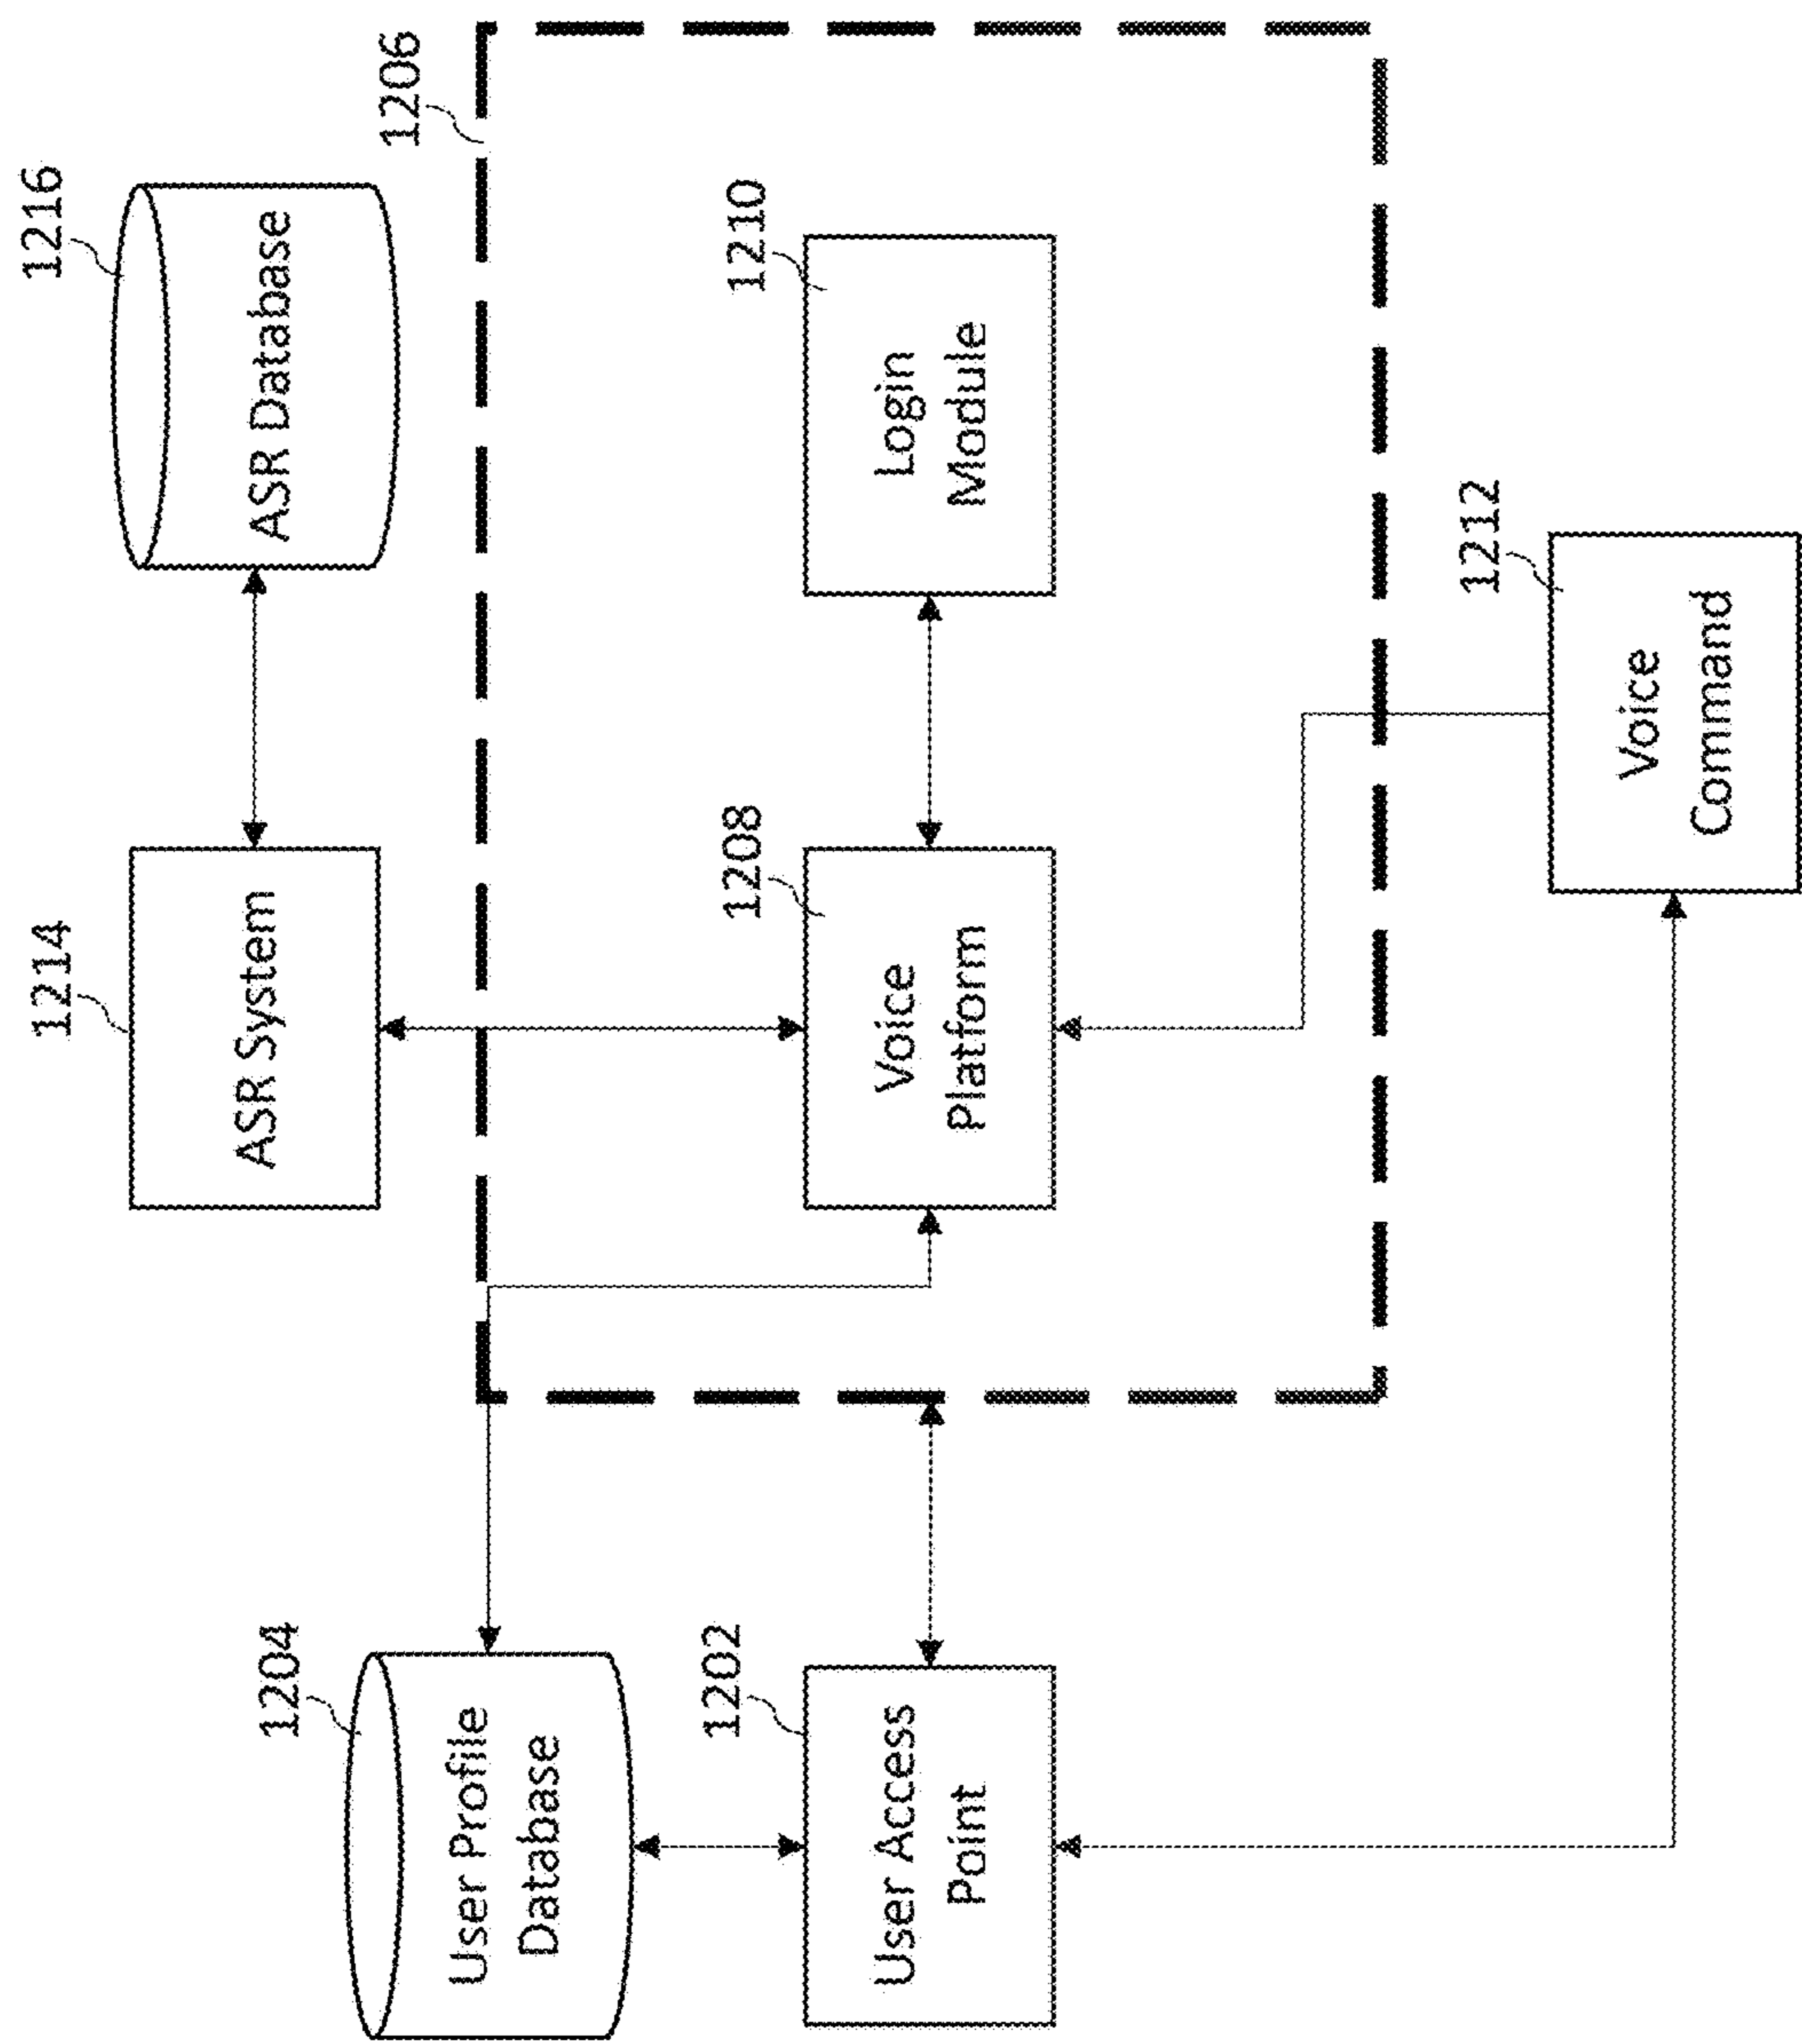 1216
ASR Database
1214
ASR System
1206
1204
User Profile
Database
1210
Login
Module
1208
Voice
Platform
1202
User Access
Point
1212
Voice
Command